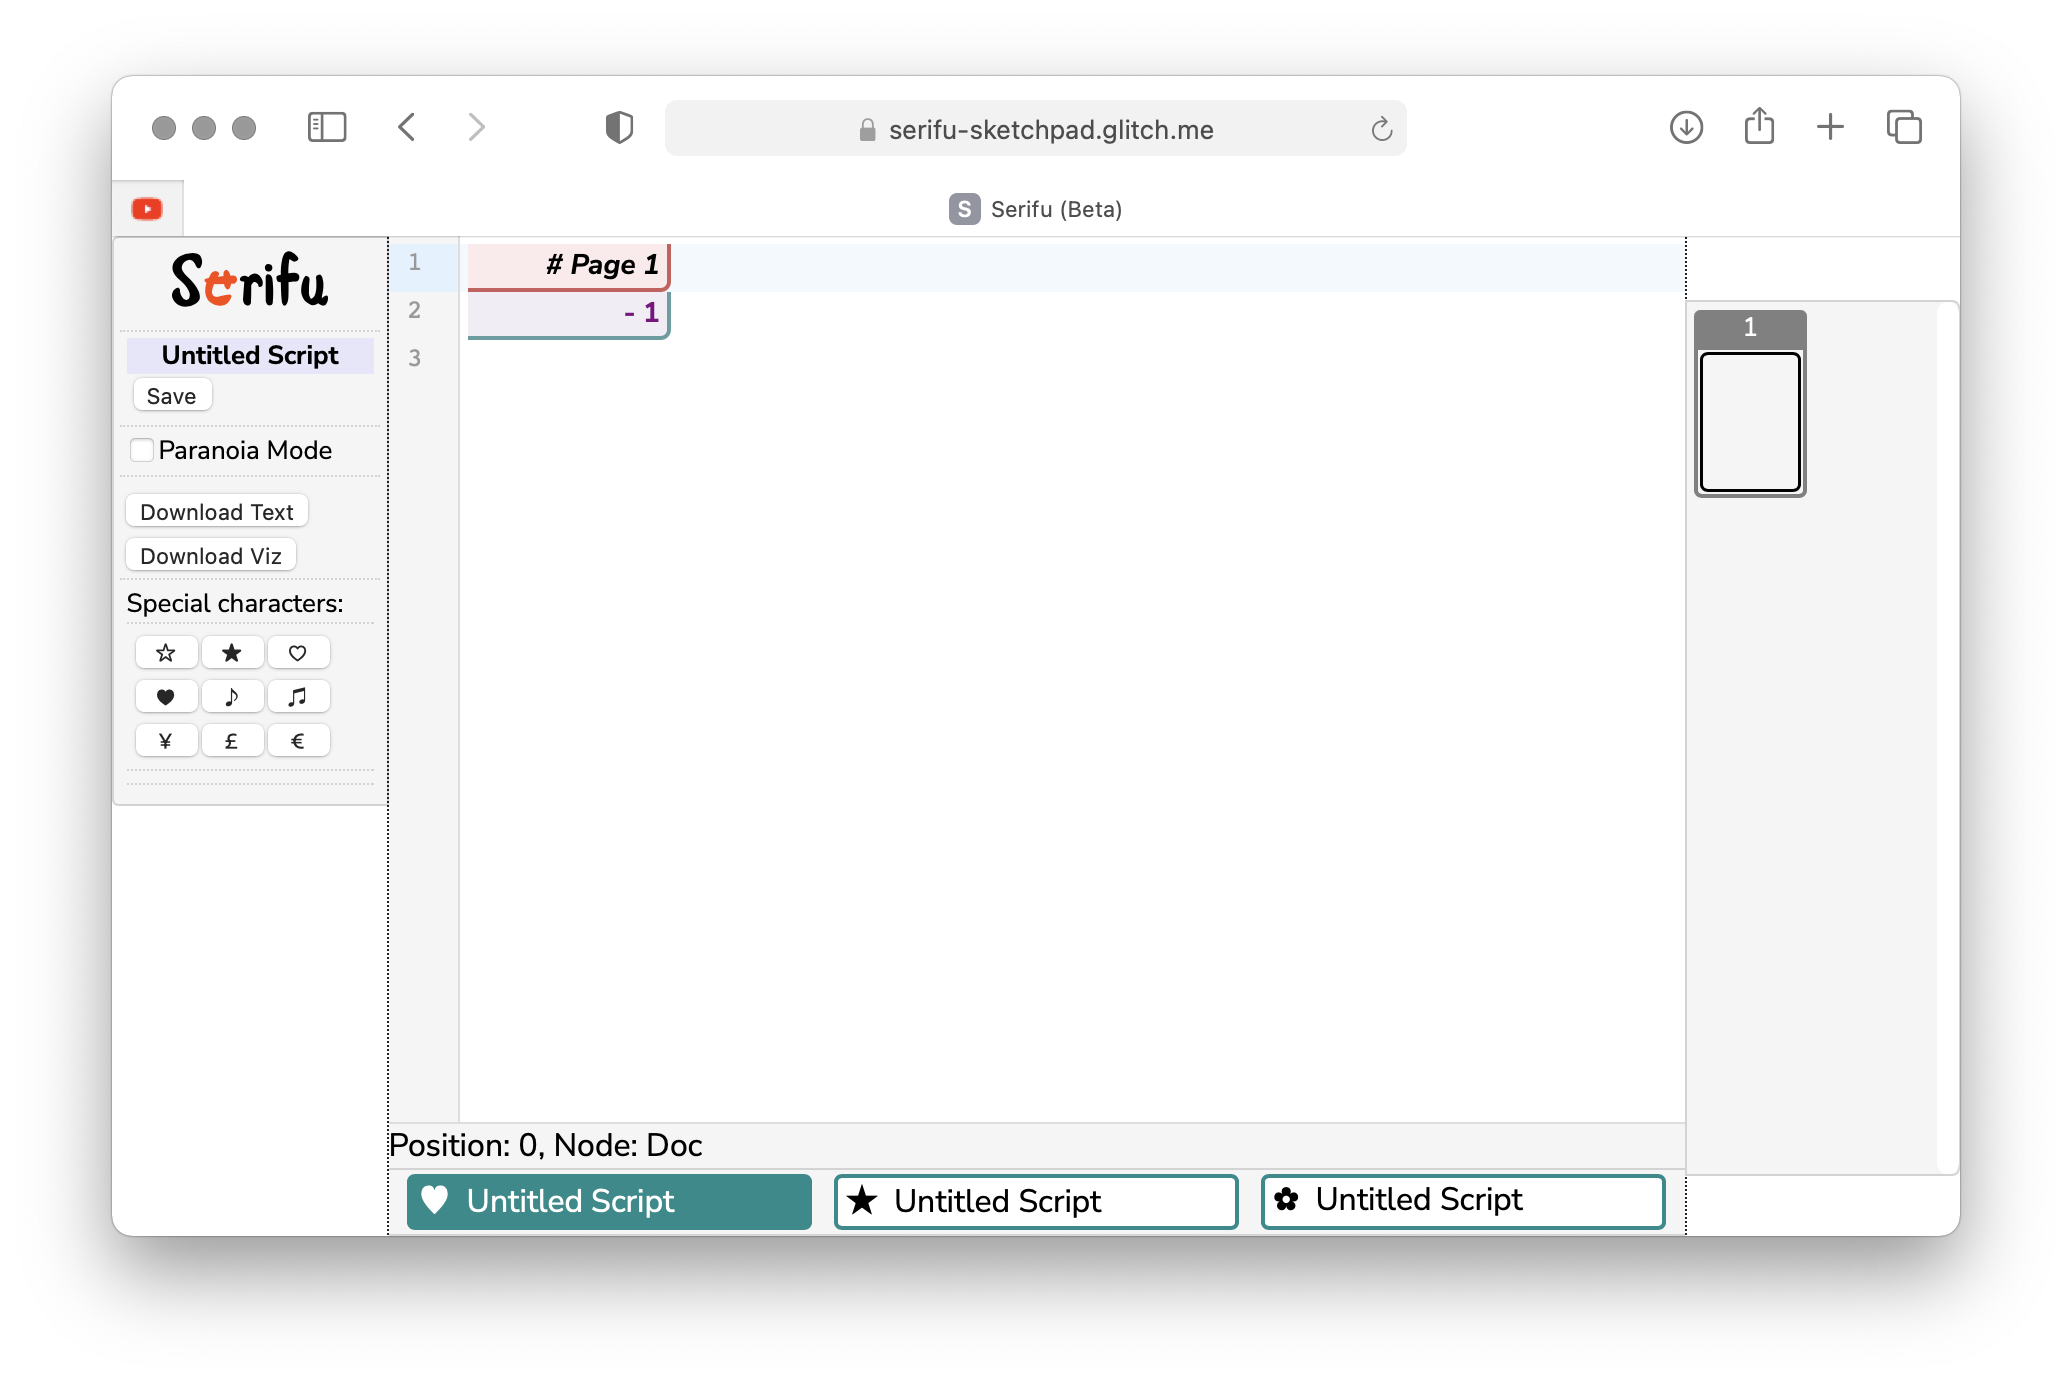 serifu-sketchpad.glitch.me
S Serifu (Beta)
Serifu
Untitled Script
Save
Paranoia Mode
Download Text
Download Viz
Special characters:
☆ ★ ♡
♥ ♪ ♫
¥ £ €
1 # Page 1
2 - 1
3
1
Position: 0, Node: Doc
♥ Untitled Script
★ Untitled Script
✿ Untitled Script